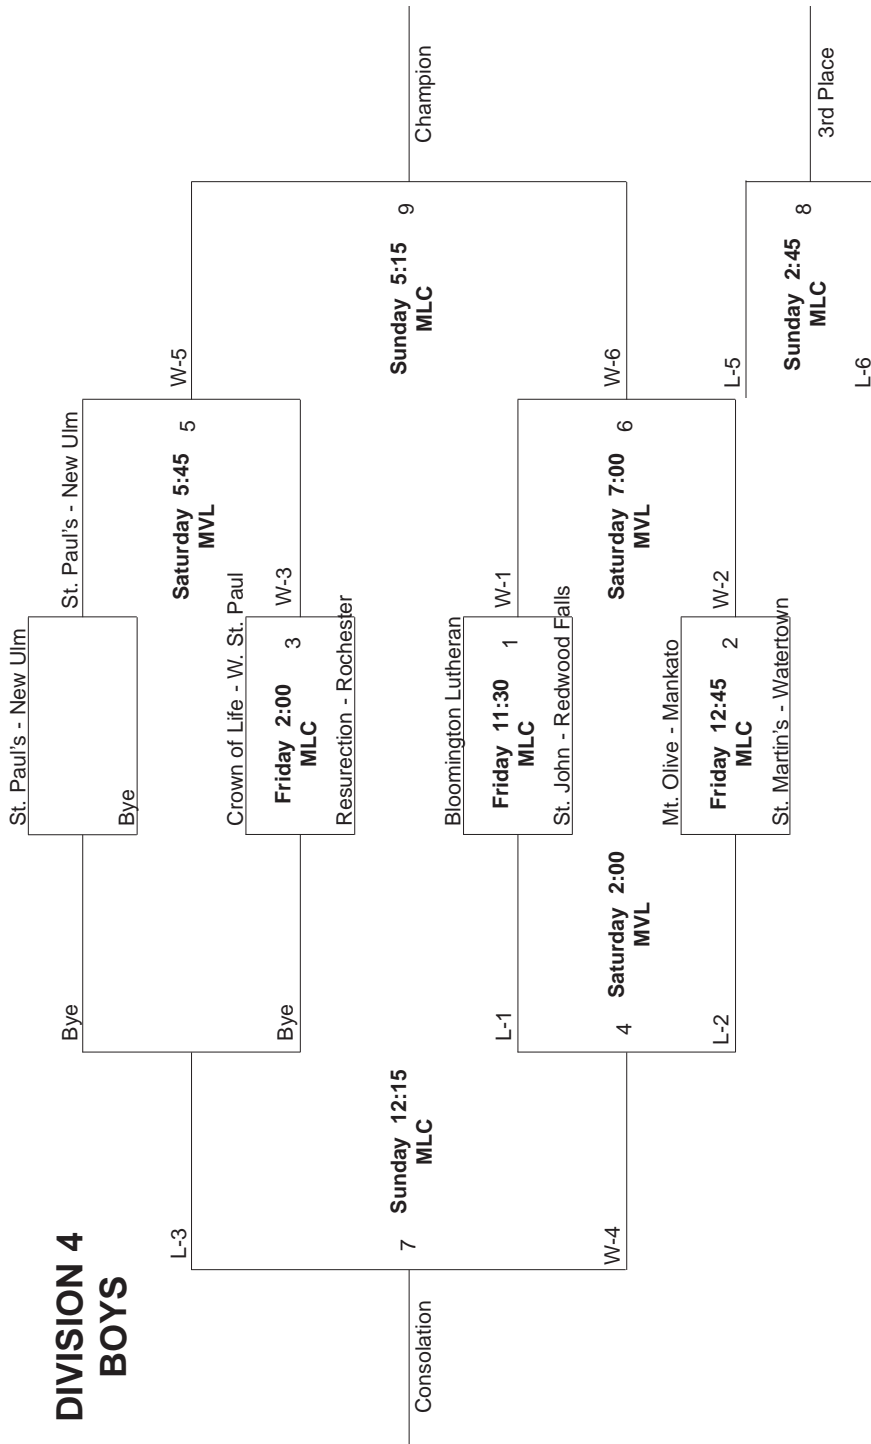 DIVISION 4
BOYS
St. Paul's - New Ulm
Bye
Crown of Life - W. St. Paul
Friday 2:00
MLC
3
Resurection - Rochester
Bloomington Lutheran
Friday 11:30
MLC
1
St. John - Redwood Falls
Mt. Olive - Mankato
Friday 12:45
MLC
2
St. Martin's - Watertown
St. Paul's - New Ulm
Saturday 5:45
MVL
5
W-3
W-1
Saturday 7:00
MVL
6
W-2
W-5
Sunday 5:15
MLC
9
W-6
Champion
L-5
Sunday 2:45
MLC
8
L-6
3rd Place
Bye
Bye
L-1
Saturday 2:00
MVL
4
L-2
L-3
Sunday 12:15
MLC
7
W-4
Consolation